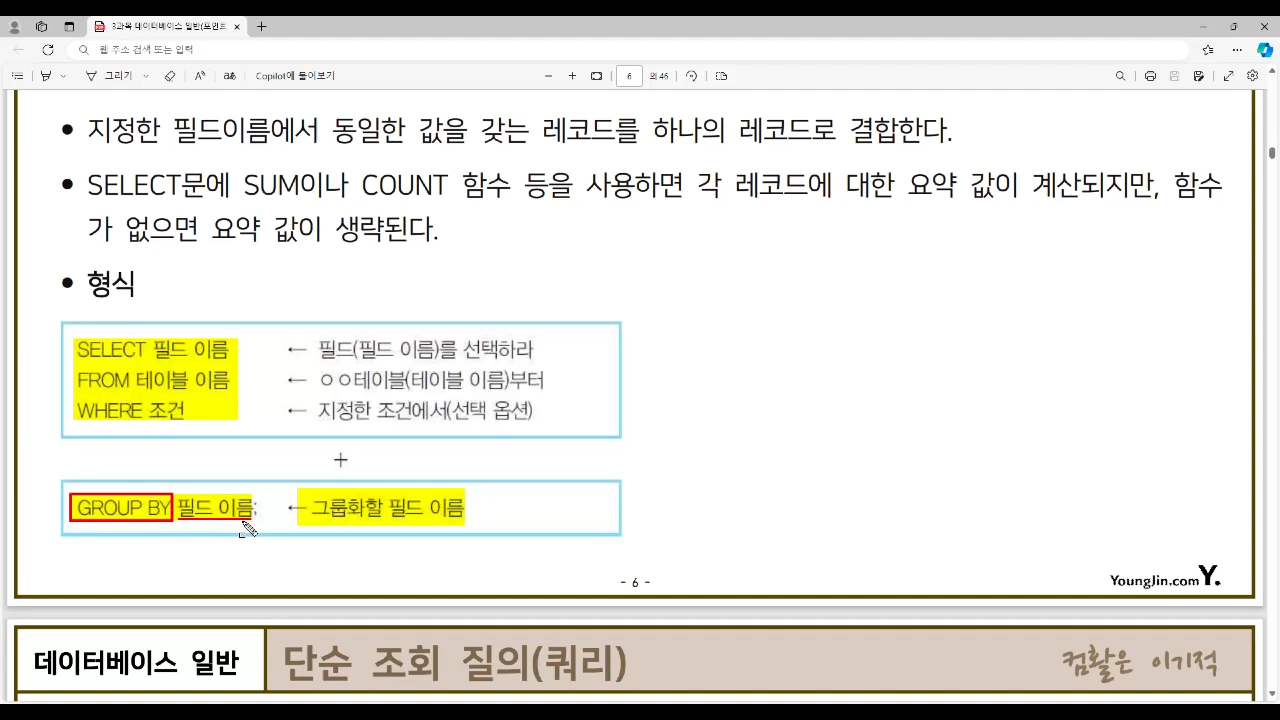 3과목 데이터베이스 일반(포인트
웹 주소 검색 또는 입력
그리기
Copilot에 물어보기
6 의 46
• 지정한 필드이름에서 동일한 값을 갖는 레코드를 하나의 레코드로 결합한다.
• SELECT문에 SUM이나 COUNT 함수 등을 사용하면 각 레코드에 대한 요약 값이 계산되지만, 함수
가 없으면 요약 값이 생략된다.
• 형식
SELECT 필드 이름 ← 필드(필드 이름)를 선택하라
FROM 테이블 이름 ← ㅇㅇ테이블(테이블 이름)부터
WHERE 조건 ← 지정한 조건에서(선택 옵션)
+
GROUP BY 필드 이름; ← 그룹화할 필드 이름
- 6 -
YoungJin.com Y.
데이터베이스 일반 단순 조회 질의(쿼리) 컴활은 이기적